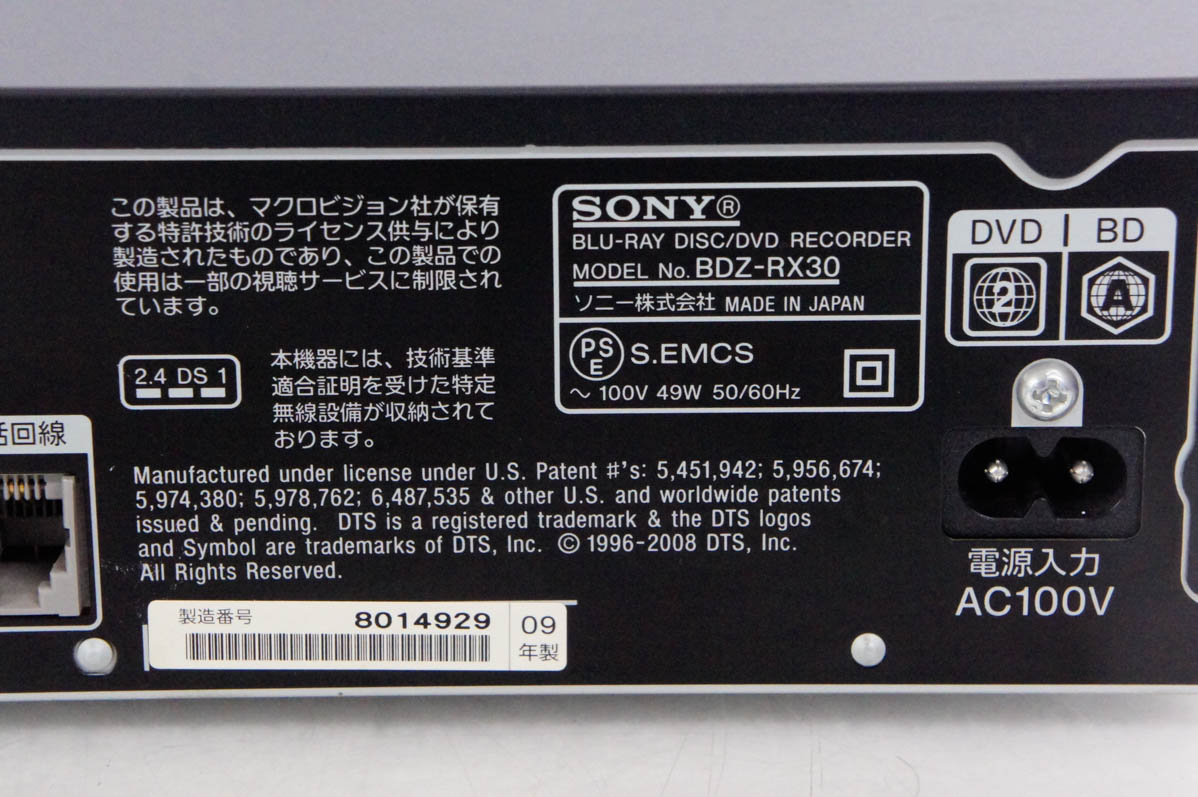 この製品は、マクロビジョン社が保有
する特許技術のライセンス供与により
製造されたものであり、この製品での
使用は一部の視聴サービスに制限され
ています。
2.4 DS 1
本機器には、技術基準
適合証明を受けた特定
無線設備が収納されて
おります。
SONY®
BLU-RAY DISC/DVD RECORDER
MODEL No. BDZ-RX30
ソニー株式会社 MADE IN JAPAN
PS
E
S.EMCS
～ 100V 49W 50/60Hz
DVD
BD
2
A
話回線
Manufactured under license under U.S. Patent #'s: 5,451,942; 5,956,674;
5,974,380; 5,978,762; 6,487,535 & other U.S. and worldwide patents
issued & pending. DTS is a registered trademark & the DTS logos
and Symbol are trademarks of DTS, Inc. © 1996-2008 DTS, Inc.
All Rights Reserved.
電源入力
AC100V
製造番号 8014929
09
年製